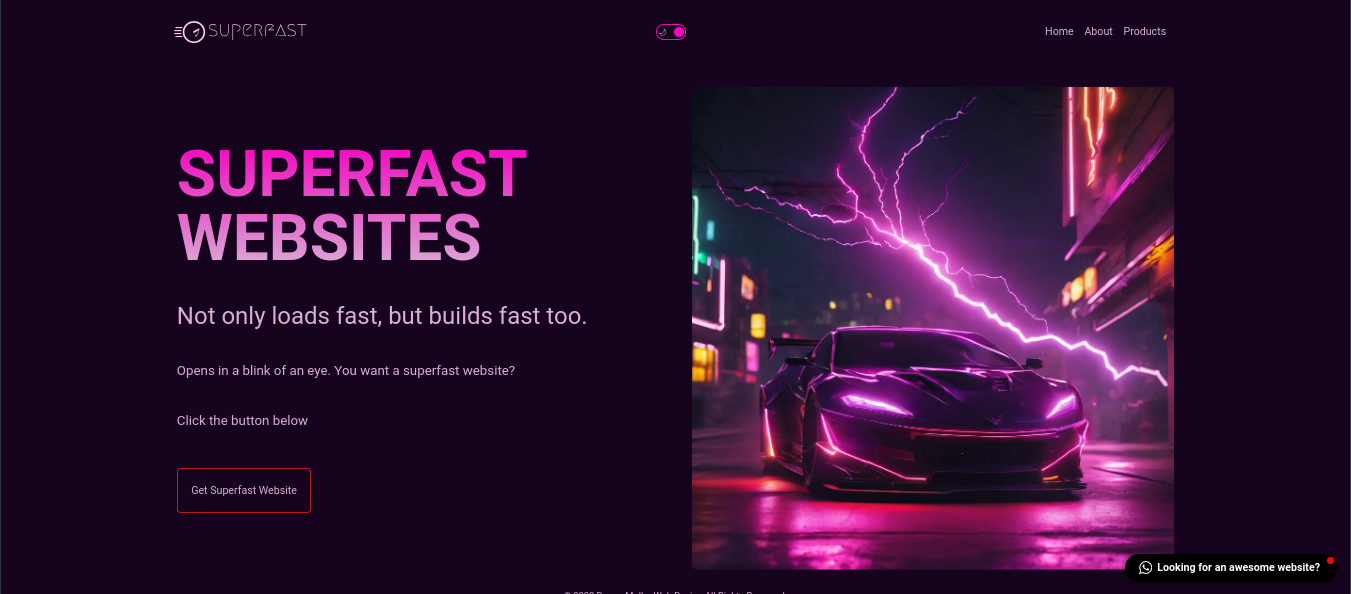 SUPERFAST
Home About Products
SUPERFAST
WEBSITES
Not only loads fast, but builds fast too.
Opens in a blink of an eye. You want a superfast website?
Click the button below
Get Superfast Website
Looking for an awesome website?